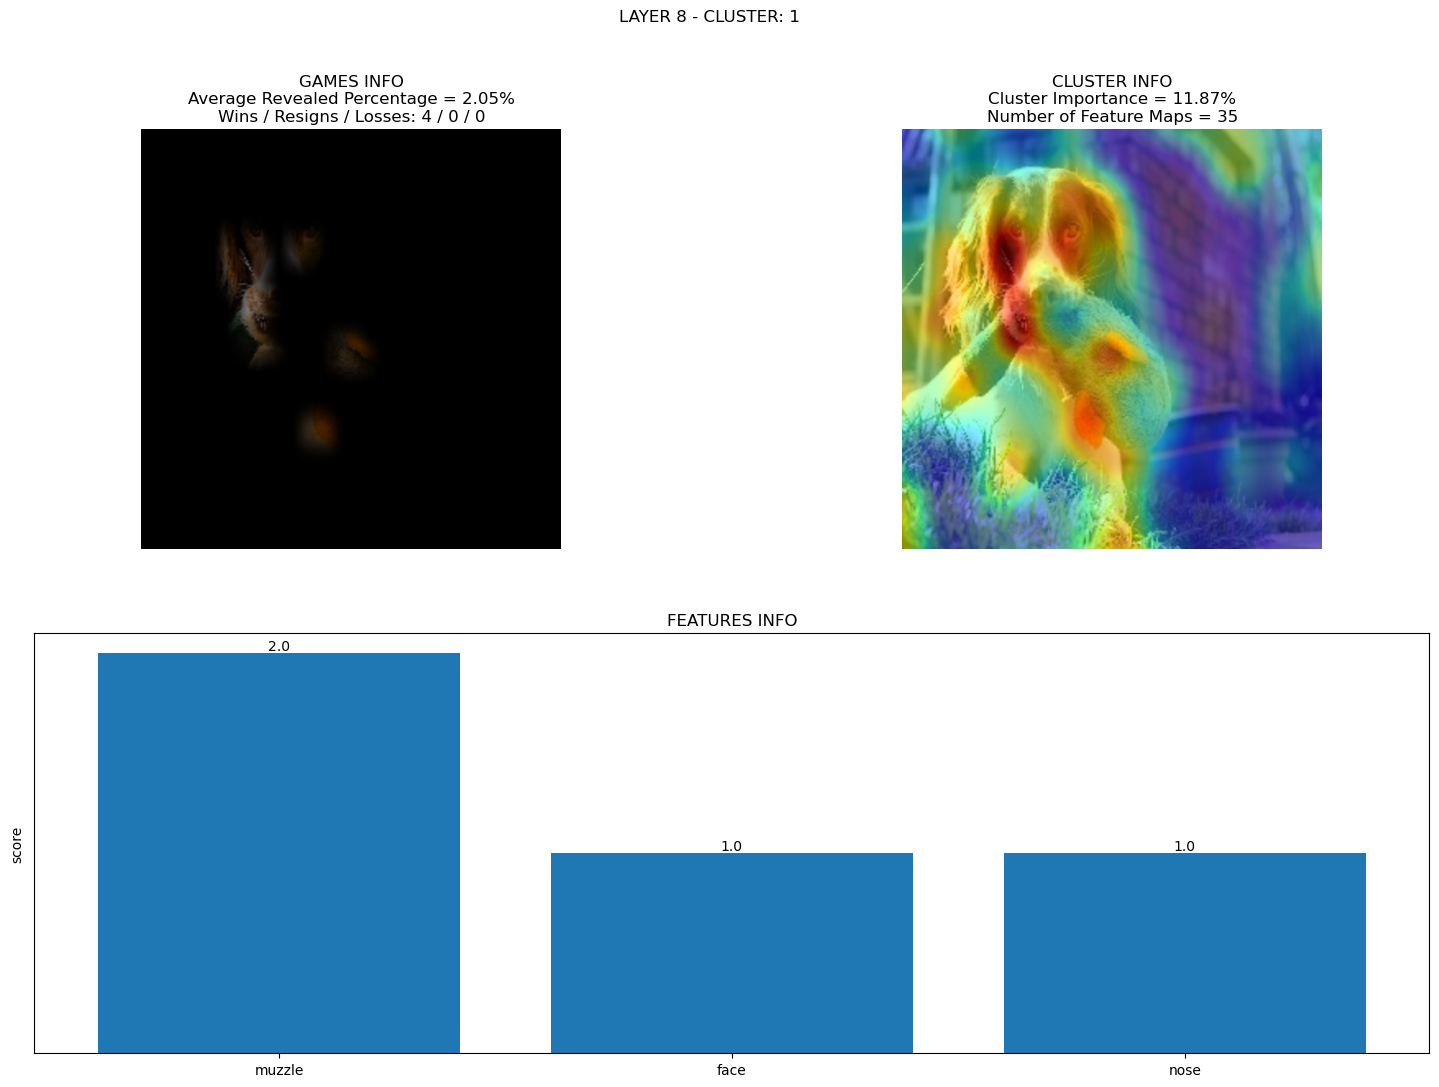 LAYER 8 - CLUSTER: 1
GAMES INFO
Average Revealed Percentage = 2.05%
Wins / Resigns / Losses: 4 / 0 / 0
CLUSTER INFO
Cluster Importance = 11.87%
Number of Feature Maps = 35
FEATURES INFO
score
2.0
1.0
1.0
muzzle
face
nose